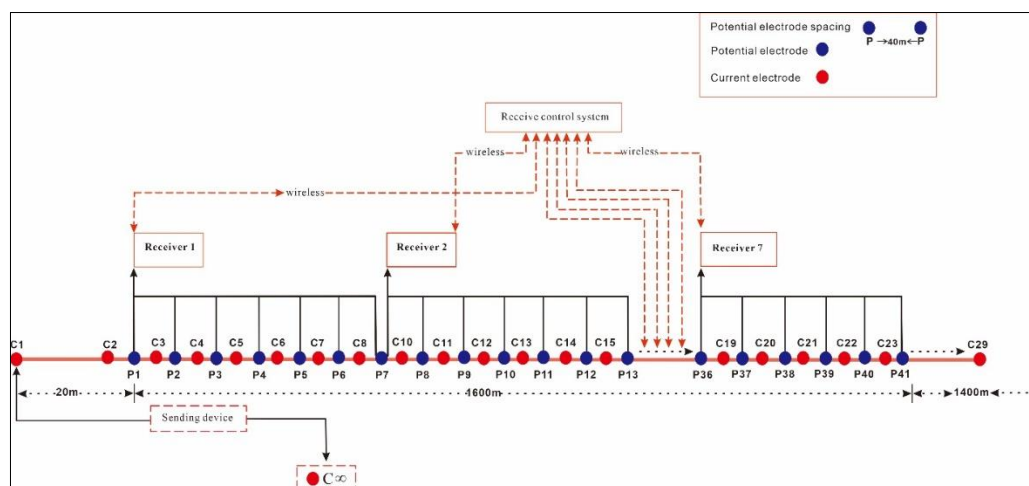 Potential electrode spacing
P →40m← P
Potential electrode
Current electrode
Receive control system
wireless
wireless
wireless
Receiver 1
Receiver 2
Receiver 7
C1 C2 C3 C4 C5 C6 C7 C8 C10 C11 C12 C13 C14 C15 C19 C20 C21 C22 C23 C29
P1 P2 P3 P4 P5 P6 P7 P8 P9 P10 P11 P12 P13 P36 P37 P38 P39 P40 P41
20m 1600m 1400m
Sending device
C∞